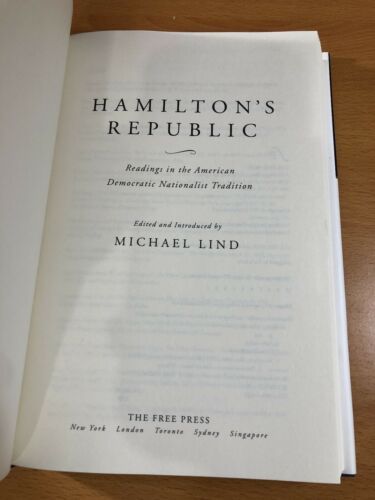 HAMILTON'S
REPUBLIC
Readings in the American
Democratic Nationalist Tradition
Edited and Introduced by
MICHAEL LIND
THE FREE PRESS
New York London Toronto Sydney Singapore